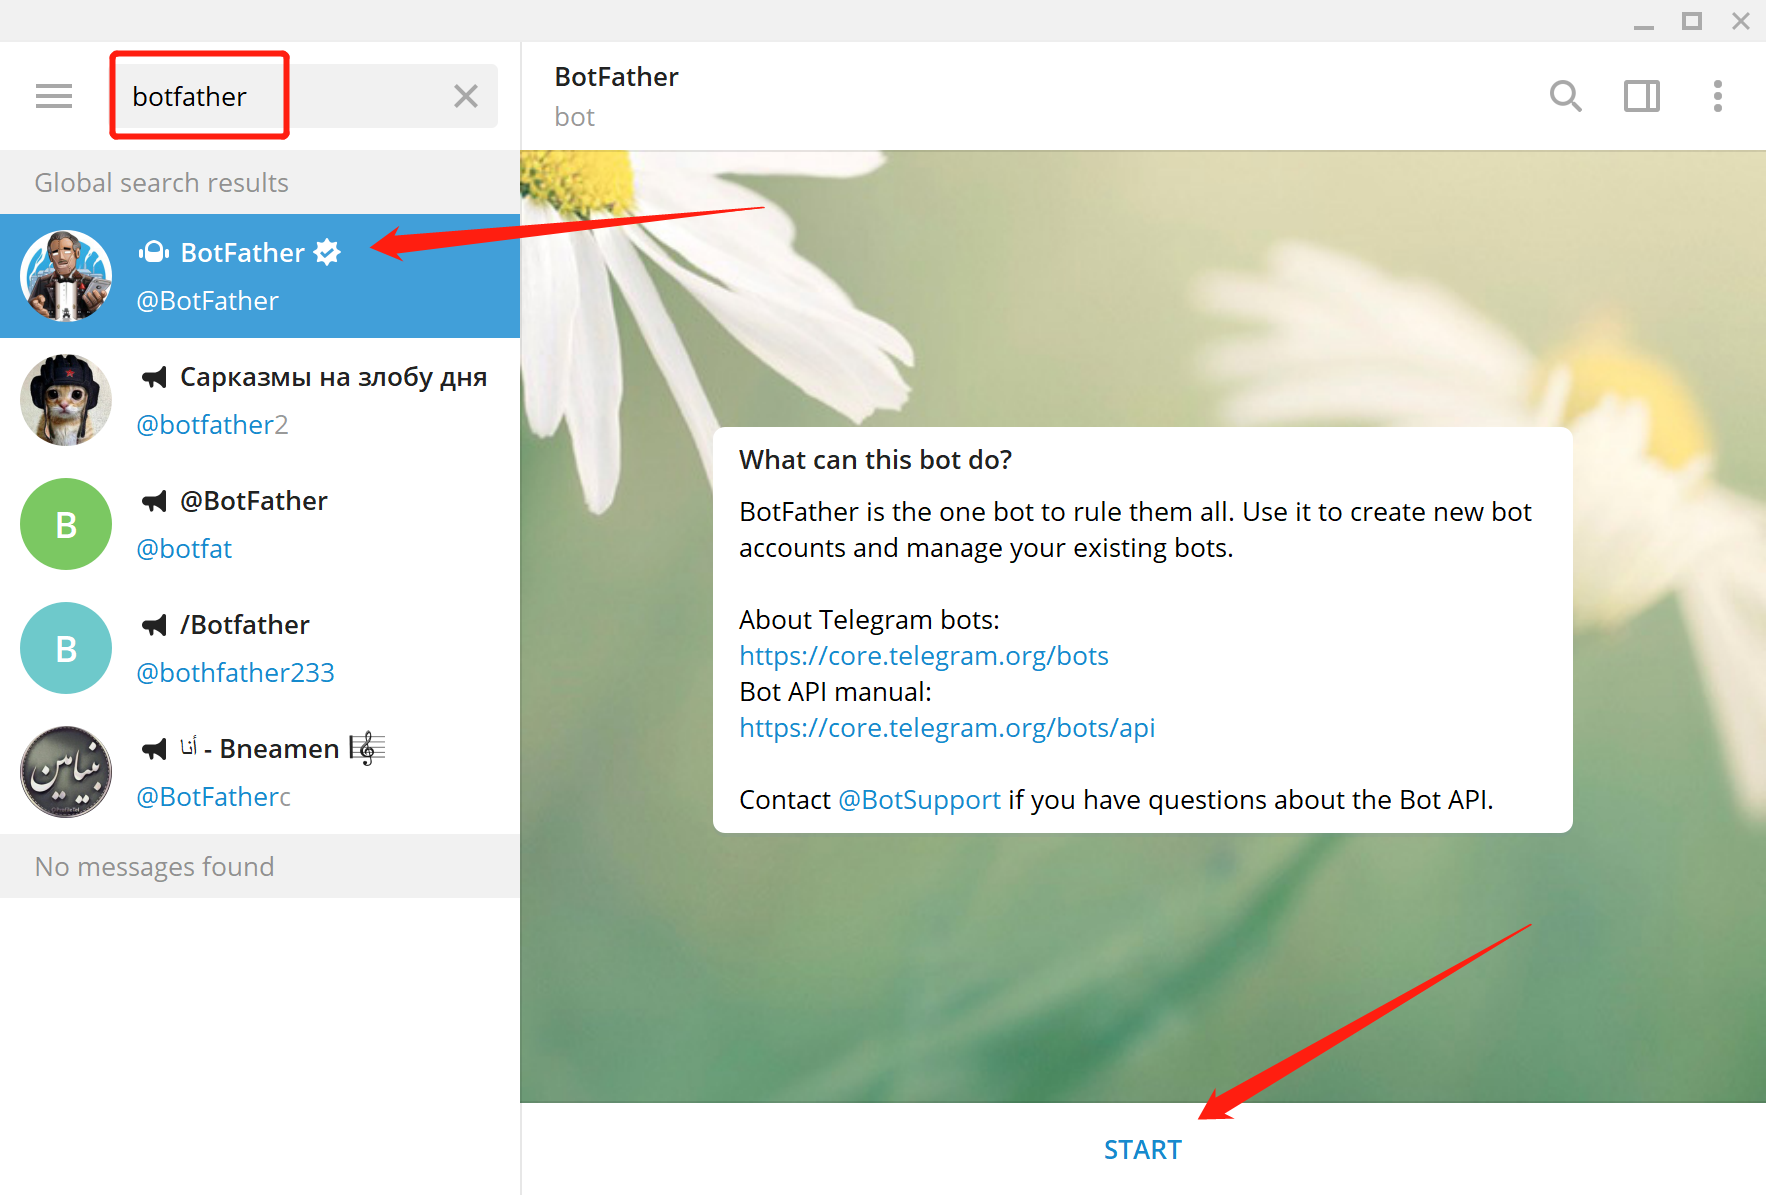 botfather
Global search results
BotFather
@BotFather
Сарказмы на злобу дня
@botfather2
B
@BotFather
@botfat
B
/Botfather
@bothfather233
بنيامين
أنا - Bneamen
@BotFatherc
No messages found
BotFather
bot
What can this bot do?
BotFather is the one bot to rule them all. Use it to create new bot
accounts and manage your existing bots.
About Telegram bots:
https://core.telegram.org/bots
Bot API manual:
https://core.telegram.org/bots/api
Contact @BotSupport if you have questions about the Bot API.
START